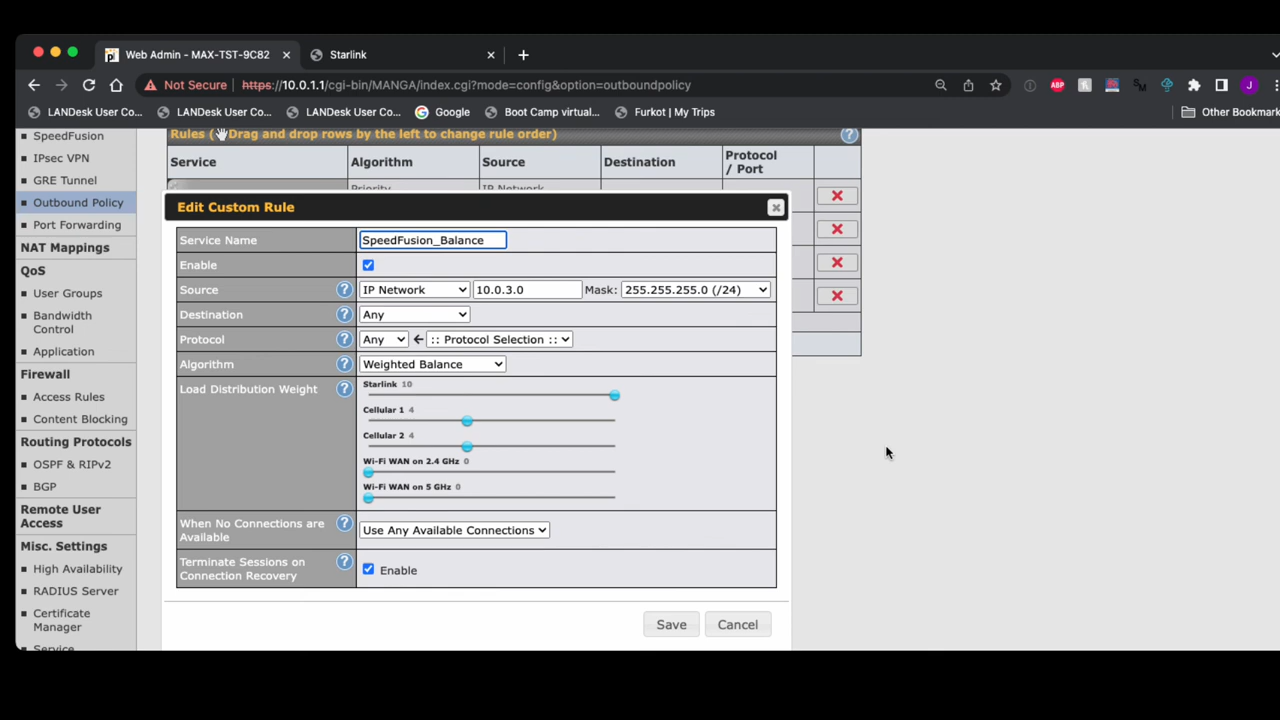 Web Admin - MAX-TST-9C82
Starlink
Not Secure
https://10.0.1.1/cgi-bin/MANGA/index.cgi?mode=config&option=outboundpolicy
ABP
J
LANDesk User Co...
LANDesk User Co...
LANDesk User Co...
Google
Boot Camp virtual...
Furkot | My Trips
Other Bookmark
SpeedFusion
IPsec VPN
GRE Tunnel
Outbound Policy
Port Forwarding
NAT Mappings
QoS
User Groups
Bandwidth
Control
Application
Firewall
Access Rules
Content Blocking
Routing Protocols
OSPF & RIPv2
BGP
Remote User
Access
Misc. Settings
High Availability
RADIUS Server
Certificate
Manager
Service
Rules (Drag and drop rows by the left to change rule order)
Service
Algorithm
Source
Destination
Protocol
/ Port
Priority
IP Network
Edit Custom Rule
Service Name
SpeedFusion_Balance
Enable
Source
IP Network
10.0.3.0
Mask:
255.255.255.0 (/24)
Destination
Any
Protocol
Any
:: Protocol Selection ::
Algorithm
Weighted Balance
Load Distribution Weight
Starlink 10
Cellular 1 4
Cellular 2 4
Wi-Fi WAN on 2.4 GHz 0
Wi-Fi WAN on 5 GHz 0
When No Connections are
Available
Use Any Available Connections
Terminate Sessions on
Connection Recovery
Enable
Save
Cancel